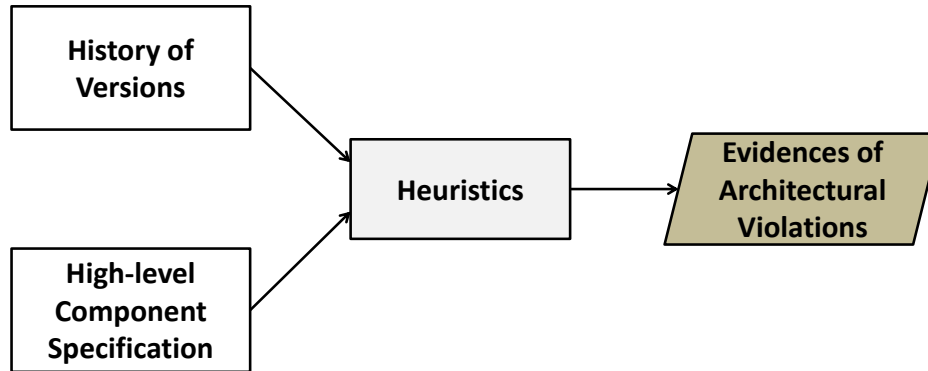 History of
Versions
Heuristics
Evidences of
Architectural
Violations
High-level
Component
Specification